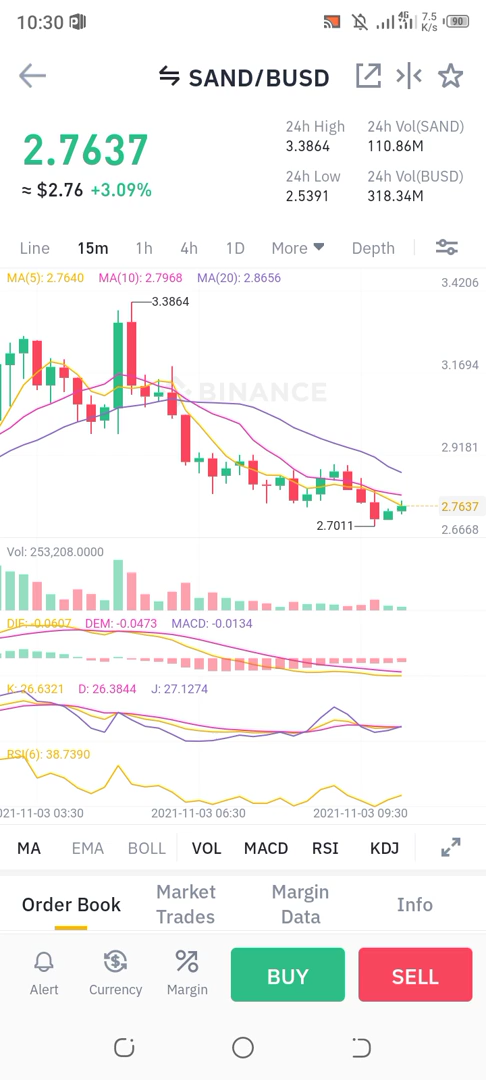 10:30
4G
7.5
K/s
90
SAND/BUSD
2.7637
≈ $2.76 +3.09%
24h High
3.3864
24h Vol(SAND)
110.86M
24h Low
2.5391
24h Vol(BUSD)
318.34M
Line 15m 1h 4h 1D More Depth
MA(5): 2.7640 MA(10): 2.7968 MA(20): 2.8656
3.4206
3.3864
3.1694
BINANCE
2.9181
2.7637
2.7011
2.6668
Vol: 253,208.0000
DIF: -0.0607 DEM: -0.0473 MACD: -0.0134
K: 26.6321 D: 26.3844 J: 27.1274
RSI(6): 38.7390
021-11-03 03:30 2021-11-03 06:30 2021-11-03 09:30
MA EMA BOLL VOL MACD RSI KDJ
Order Book
Market
Trades
Margin
Data
Info
Alert
Currency
Margin
BUY
SELL